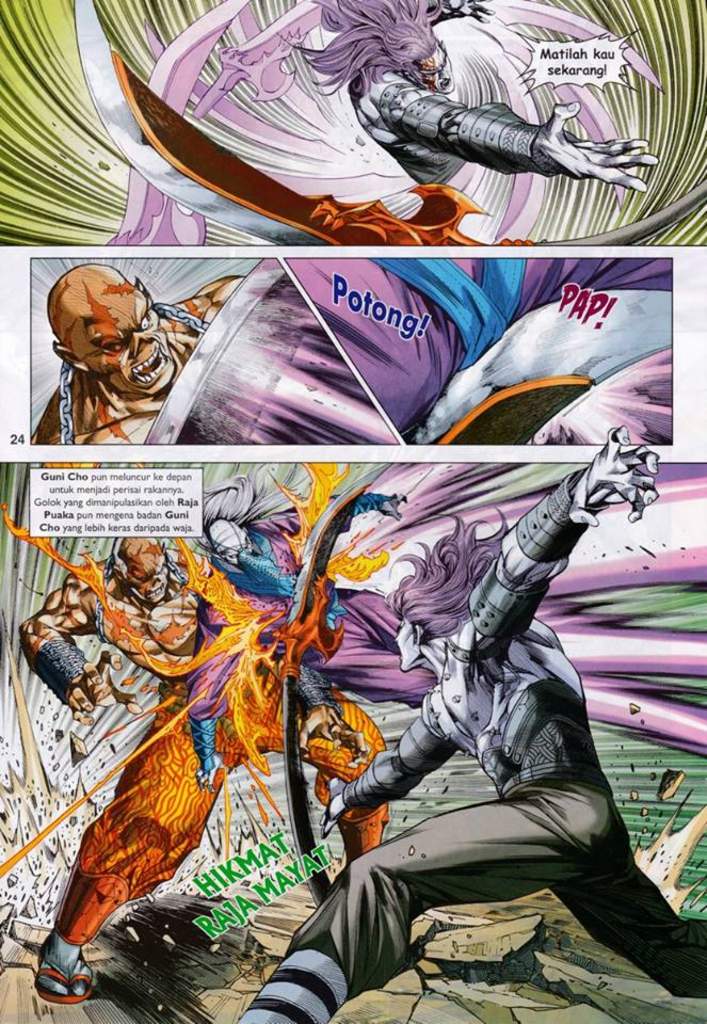 Matilah kau
sekarang!
Potong!
PAP!
24
Guni Cho pun meluncur ke depan
untuk menjadi perisai rakannya.
Golok yang dimanipulasikan oleh Raja
Puaka pun mengena badan Guni
Cho yang lebih keras daripada waja.
HIKMAT
RAJA MAYAT